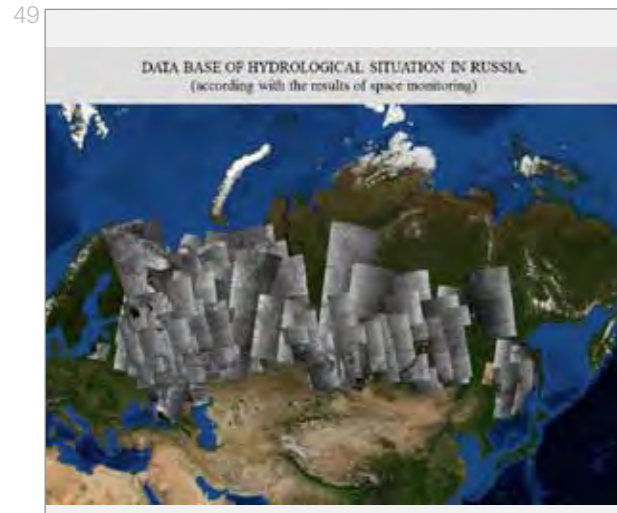 49
DATA BASE OF HYDROLOGICAL SITUATION IN RUSSIA.
(according with the results of space monitoring)